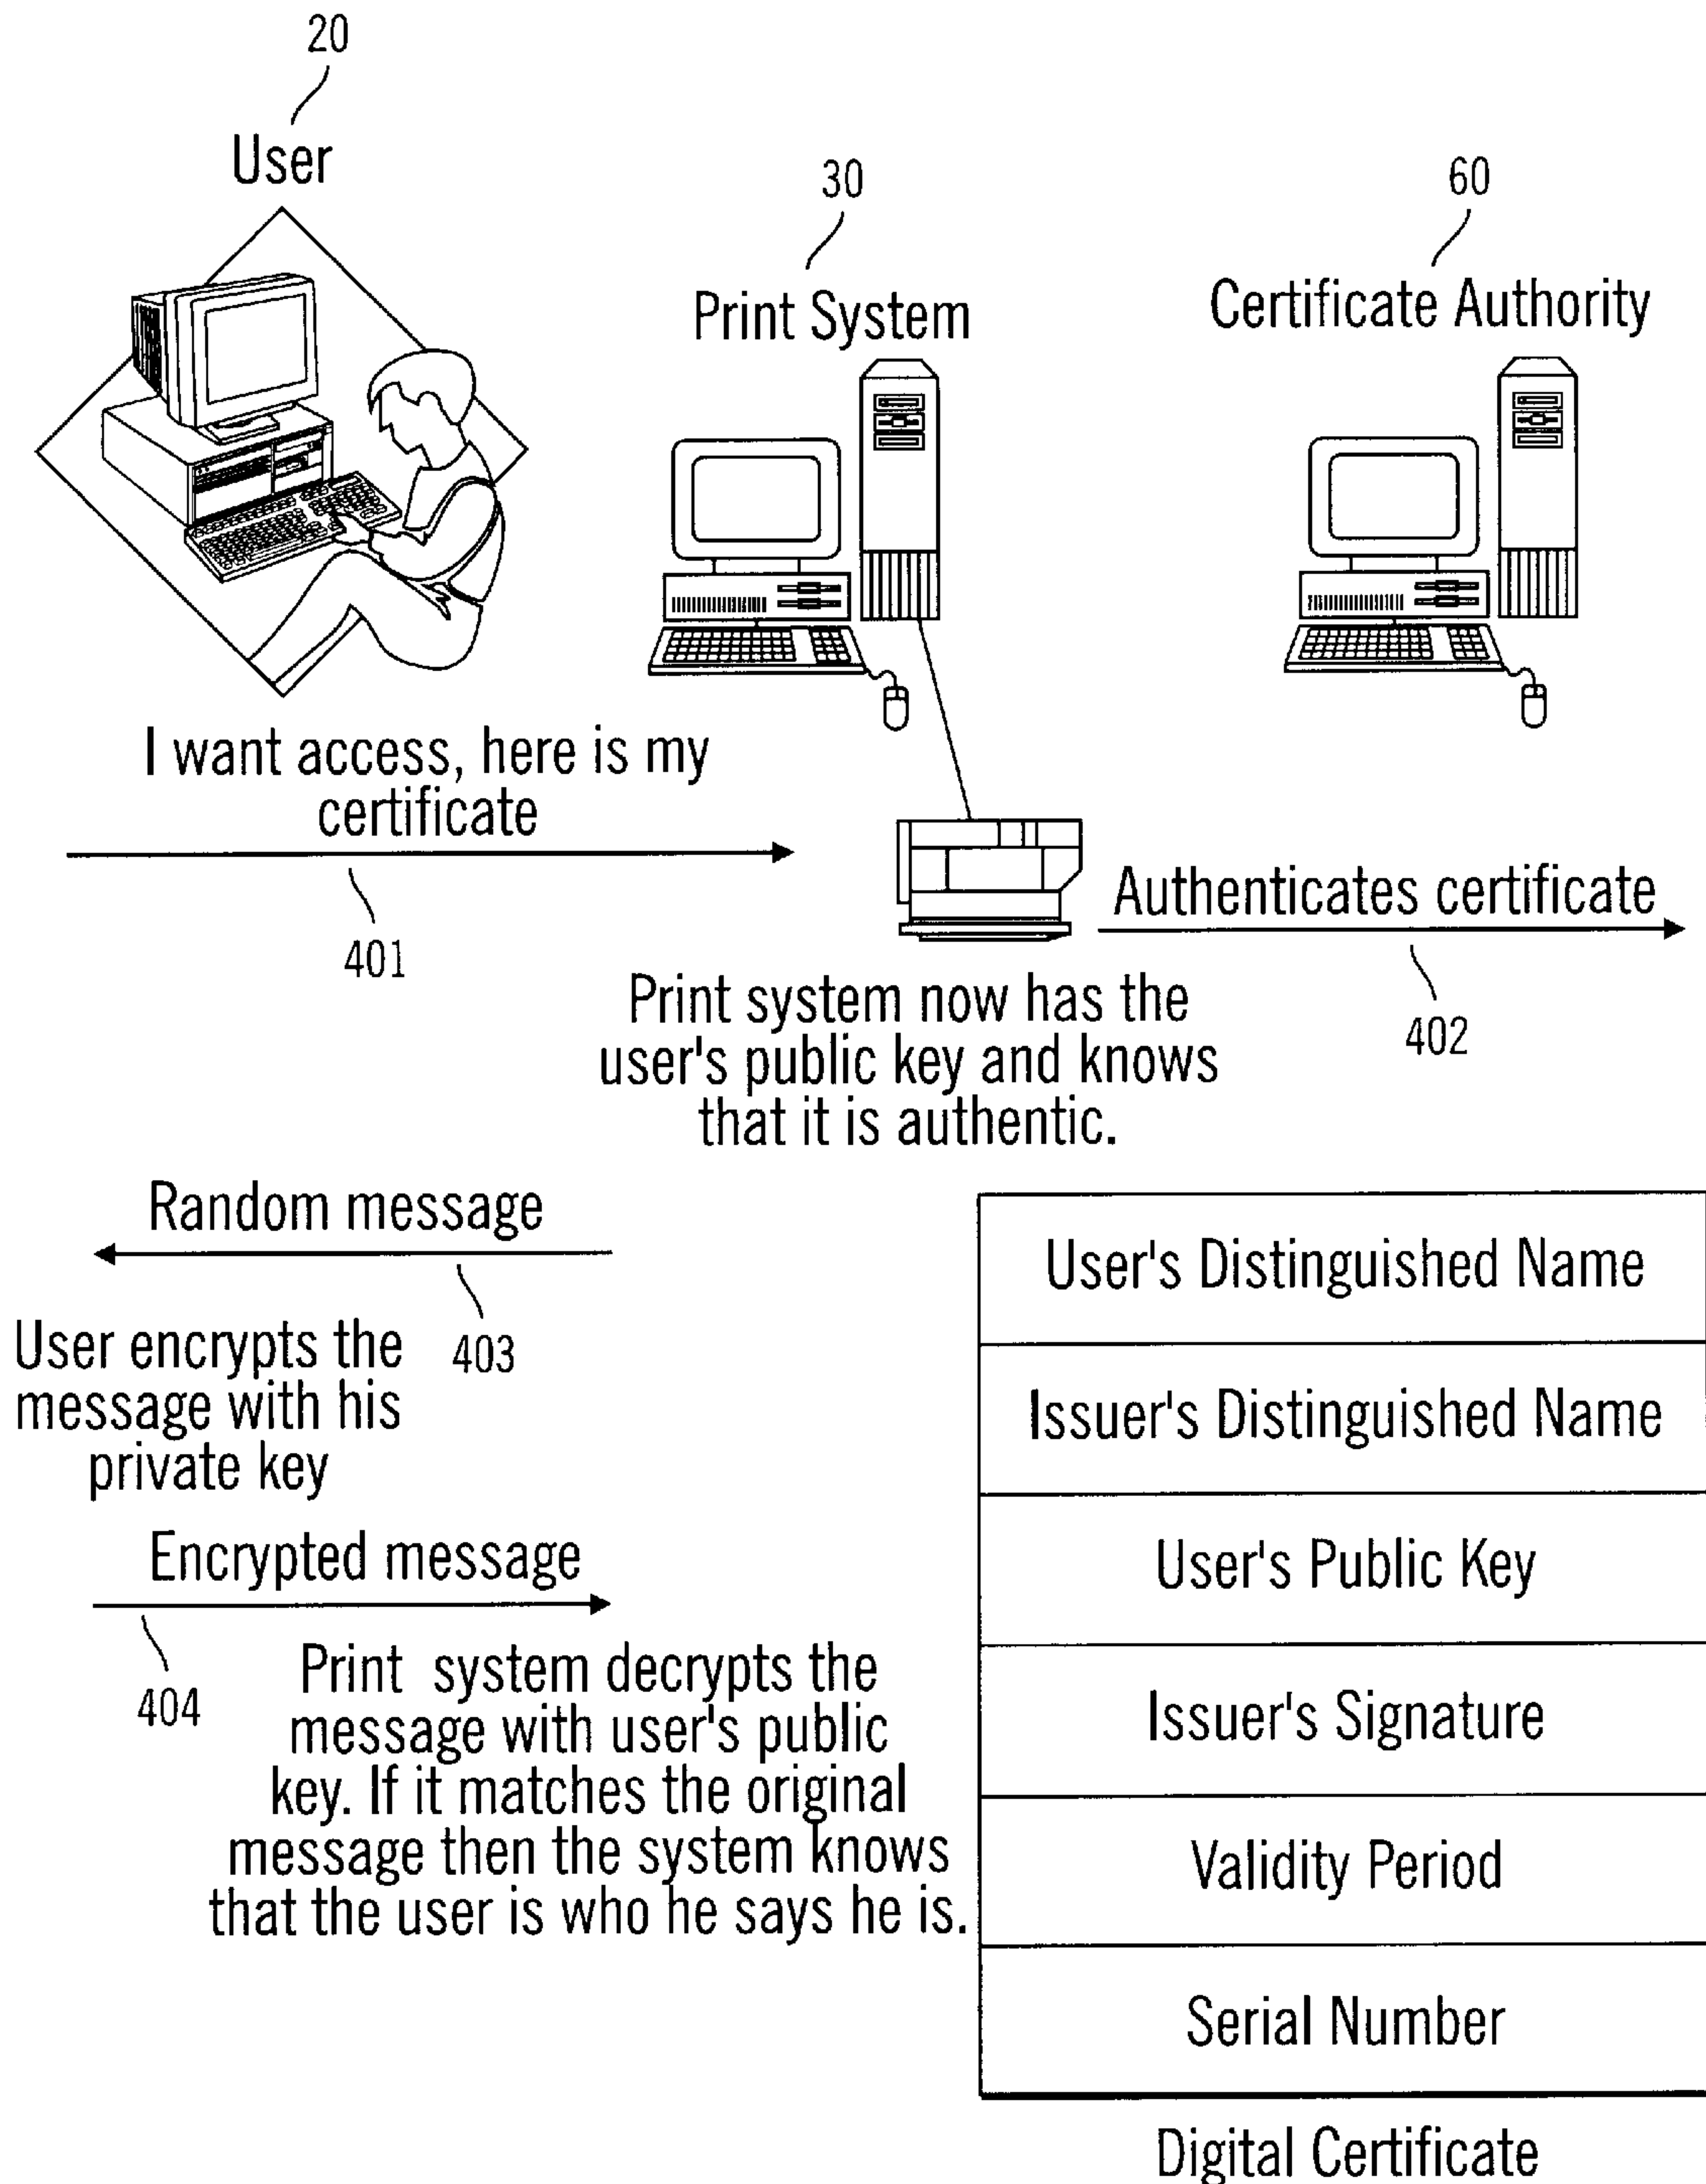 20
User
30
Print System
60
Certificate Authority
I want access, here is my
certificate
401
Authenticates certificate
402
Print system now has the
user's public key and knows
that it is authentic.
Random message
403
User encrypts the
message with his
private key
Encrypted message
404
Print system decrypts the
message with user's public
key. If it matches the original
message then the system knows
that the user is who he says he is.
User's Distinguished Name
Issuer's Distinguished Name
User's Public Key
Issuer's Signature
Validity Period
Serial Number
Digital Certificate